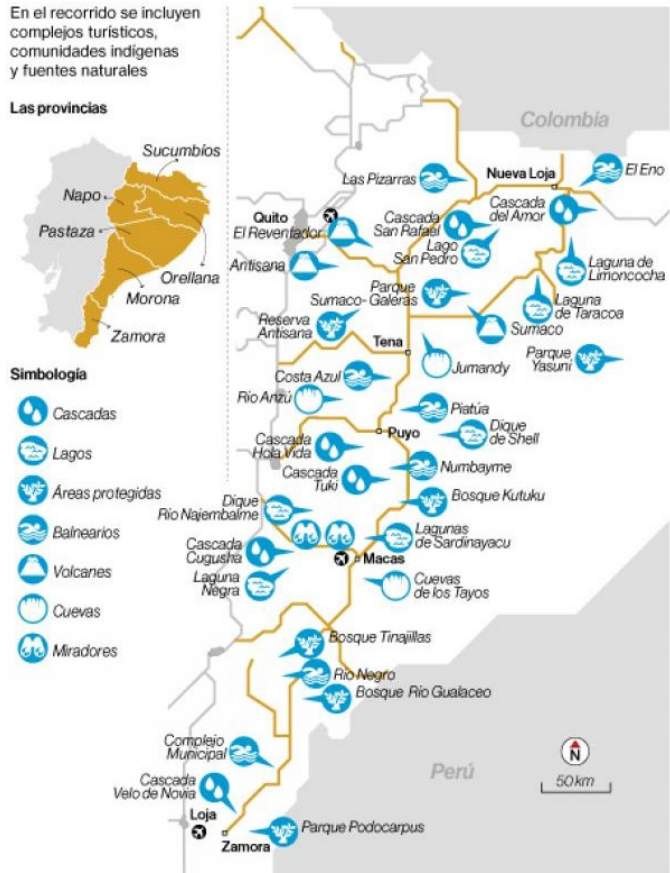 En el recorrido se incluyen
complejos turísticos,
comunidades indígenas
y fuentes naturales
Las provincias
Sucumbíos
Napo
Pastaza
Orellana
Morona
Zamora
Simbología
Cascadas
Lagos
Áreas protegidas
Balnearios
Volcanes
Cuevas
Miradores
Colombia
Nueva Loja
El Eno
Las Pizarras
Cascada
del Amor
Quito
El Reventador
Cascada
San Rafael
Lago
San Pedro
Antisana
Laguna de
Limoncocha
Parque
Sumaco-Galeras
Laguna
de Taracoa
Reserva
Antisana
Sumaco
Tena
Jumandy
Parque
Yasuní
Costa Azul
Río Anzú
Piatúa
Puyo
Dique
de Shell
Cascada
Hola Vida
Numbayme
Cascada
Tuki
Bosque Kutuku
Dique
Río Najembaime
Lagunas
de Sardinayacu
Cascada
Cugusha
Macas
Laguna
Negra
Cuevas
de los Tayos
Bosque Tinajillas
Río Negro
Bosque Río Gualaceo
Complejo
Municipal
Perú
N
50 km
Cascada
Velo de Novia
Loja
Zamora
Parque Podocarpus